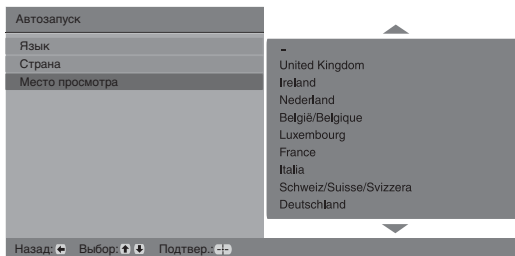 Автозапуск
Язык
Страна
Место просмотра
-
United Kingdom
Ireland
Nederland
België/Belgique
Luxembourg
France
Italia
Schweiz/Suisse/Svizzera
Deutschland
Назад: Выбор: Подтвер.: